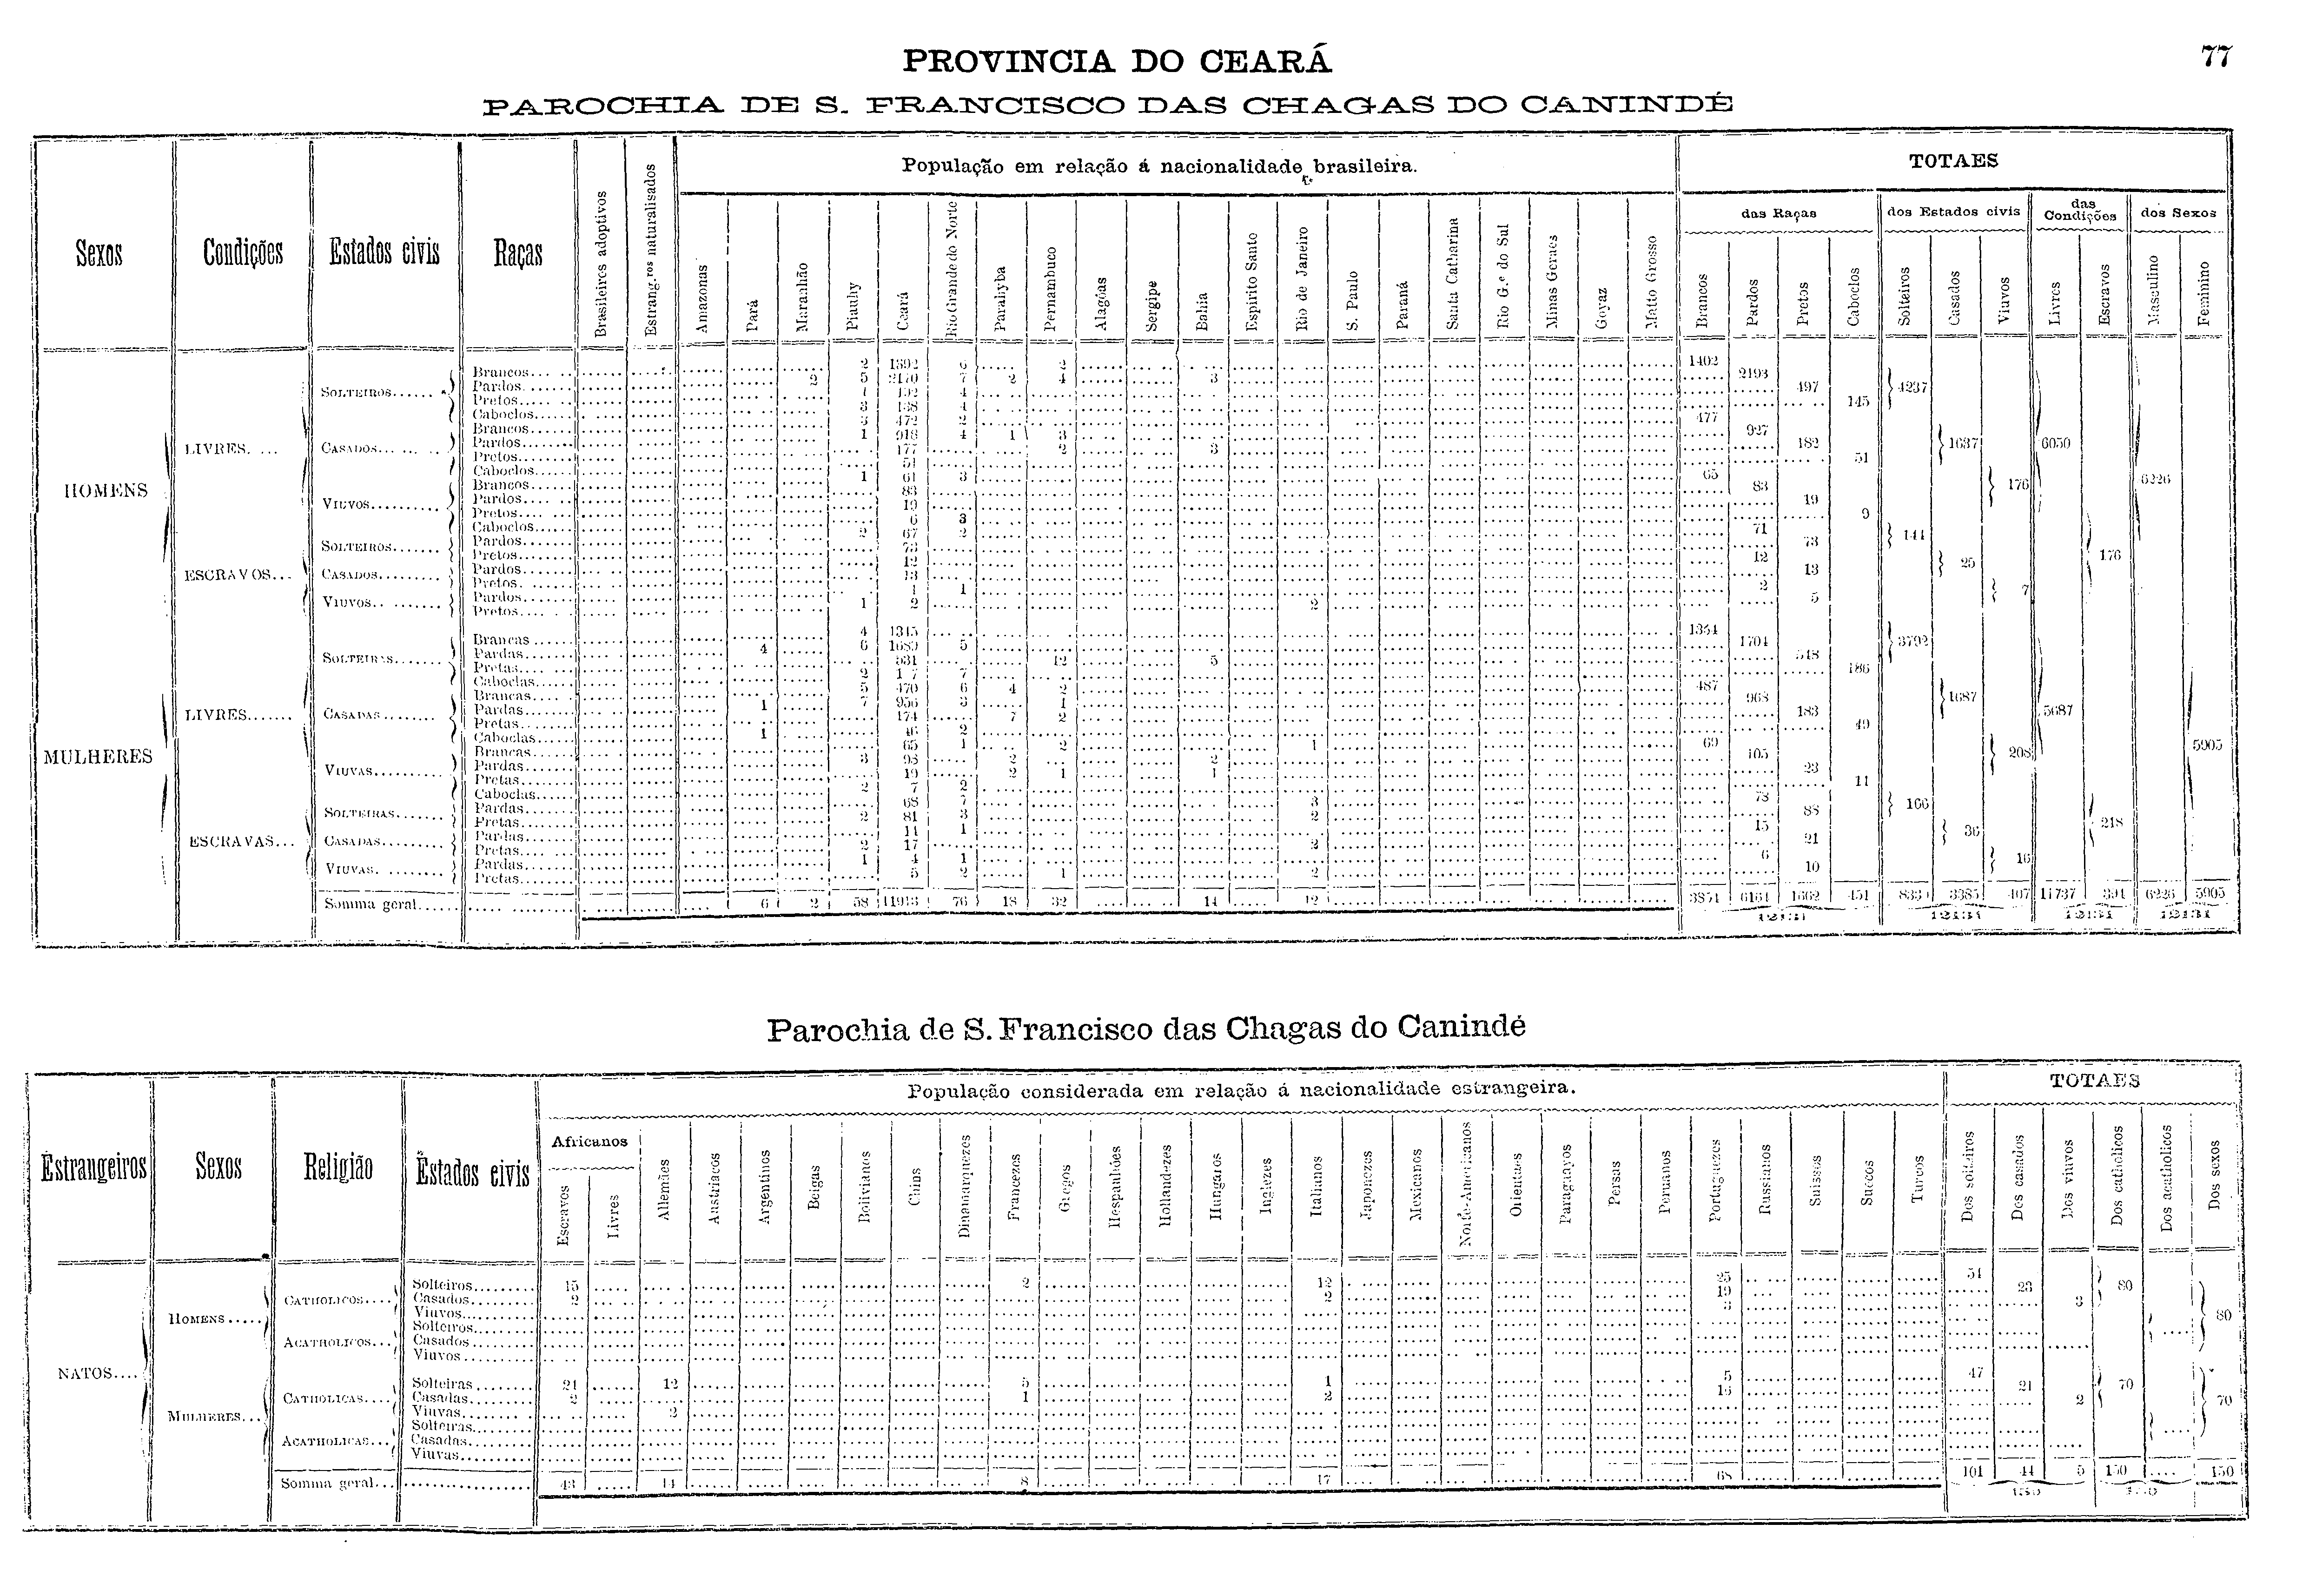 PROVINCIA DO CEARÁ
77
PAROCHIA DE S. FRANCISCO DAS CHAGAS DO CANINDÉ
Sexos Condições Estados civis Raças Brasileiros adoptivos Estrang.ros naturalisados População em relação á nacionalidade brasileira. TOTAES
das Raças dos Estados civis das Condições dos Sexos
Amazonas Pará Maranhão Piauhy Ceará Rio Grande do Norte Parahyba Pernambuco Alagôas Sergipe Bahia Espirito Santo Rio de Janeiro S. Paulo Paraná Santa Catharina Rio G.e do Sul Minas Geraes Goyaz Matto Grosso Brancos Pardos Pretos Caboclos Solteiros Casados Viuvos Livres Escravos Masculino Feminino
HOMENS 6226
LIVRES 6050
SOLTEIROS 4237
Brancos 2 1392 6 2 1402
Pardos 2 5 2170 7 2 4 3 2193
Pretos 4 497
Caboclos 3 138 4 145
CASADOS 1637
Brancos 3 472 2 477
Pardos 1 918 4 1 3 927
Pretos 177 2 3 182
Caboclos 51 51
VIUVOS 176
Brancos 1 61 3 65
Pardos 83 83
Pretos 19 19
Caboclos 6 3 9
ESCRAVOS 176
SOLTEIROS 144
Pardos 2 67 2 71
Pretos 73 73
CASADOS 25
Pardos 12 12
Pretos 13 13
VIUVOS 7
Pardos 1 1 2
Pretos 1 2 2 5
MULHERES 5905
LIVRES 5687
SOLTEIRAS 3792
Brancas 4 1345 1354
Pardas 4 6 1689 5 1704
Pretas 531 12 5 548
Caboclas 2 7 186
CASADAS 1687
Brancas 5 470 6 4 2 487
Pardas 1 7 956 3 1 968
Pretas 174 7 2 183
Caboclas 1 46 2 49
VIUVAS 208
Brancas 65 1 2 1 69
Pardas 3 98 2 2 105
Pretas 19 2 1 1 23
Caboclas 2 7 2 11
ESCRAVAS 218
SOLTEIRAS 166
Pardas 68 7 3 78
Pretas 2 81 3 2 88
CASADAS 36
Pardas 14 1 15
Pretas 2 17 2 21
VIUVAS 16
Pardas 1 4 1 6
Pretas 5 2 1 2 10
Somma geral 6 2 58 11913 76 18 32 14 12 3854 6164 1662 451 8339 3385 407 11737 394 6226 5905
12131 12131 12131 12131
Parochia de S. Francisco das Chagas do Canindé
Estrangeiros Sexos Religião Estados civis População considerada em relação á nacionalidade estrangeira. TOTAES
Africanos
Escravos Livres Allemães Austriacos Argentinos Belgas Bolivianos Chins Dinamarquezes Francezes Gregos Hespanhóes Hollandezes Hungaros Inglezes Italianos Japonezes Mexicanos Norte-Americanos Orientaes Paraguayos Persas Peruanos Portuguezes Russianos Suissos Suecos Turcos Dos solteiros Dos casados Dos viuvos Dos catholicos Dos acatholicos Dos sexos
NATOS
HOMENS 80
CATHOLICOS 80
Solteiros 15 2 12 25 54
Casados 2 2 19 23
Viuvos 3 3
ACATHOLICOS
Solteiros
Casados
Viuvos
MULHERES 70
CATHOLICAS 70
Solteiras 21 12 5 1 5 47
Casadas 2 1 2 16 21
Viuvas 2 2
ACATHOLICAS
Solteiras
Casadas
Viuvas
Somma geral 43 14 8 17 68 101 44 5 150 150
150 150